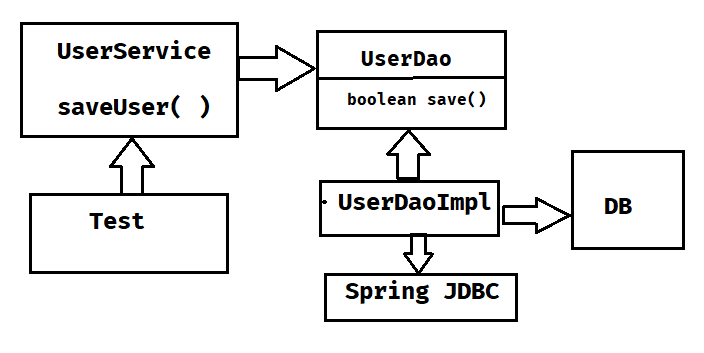 UserService
saveUser( )
UserDao
boolean save()
Test
UserDaoImpl
DB
Spring JDBC